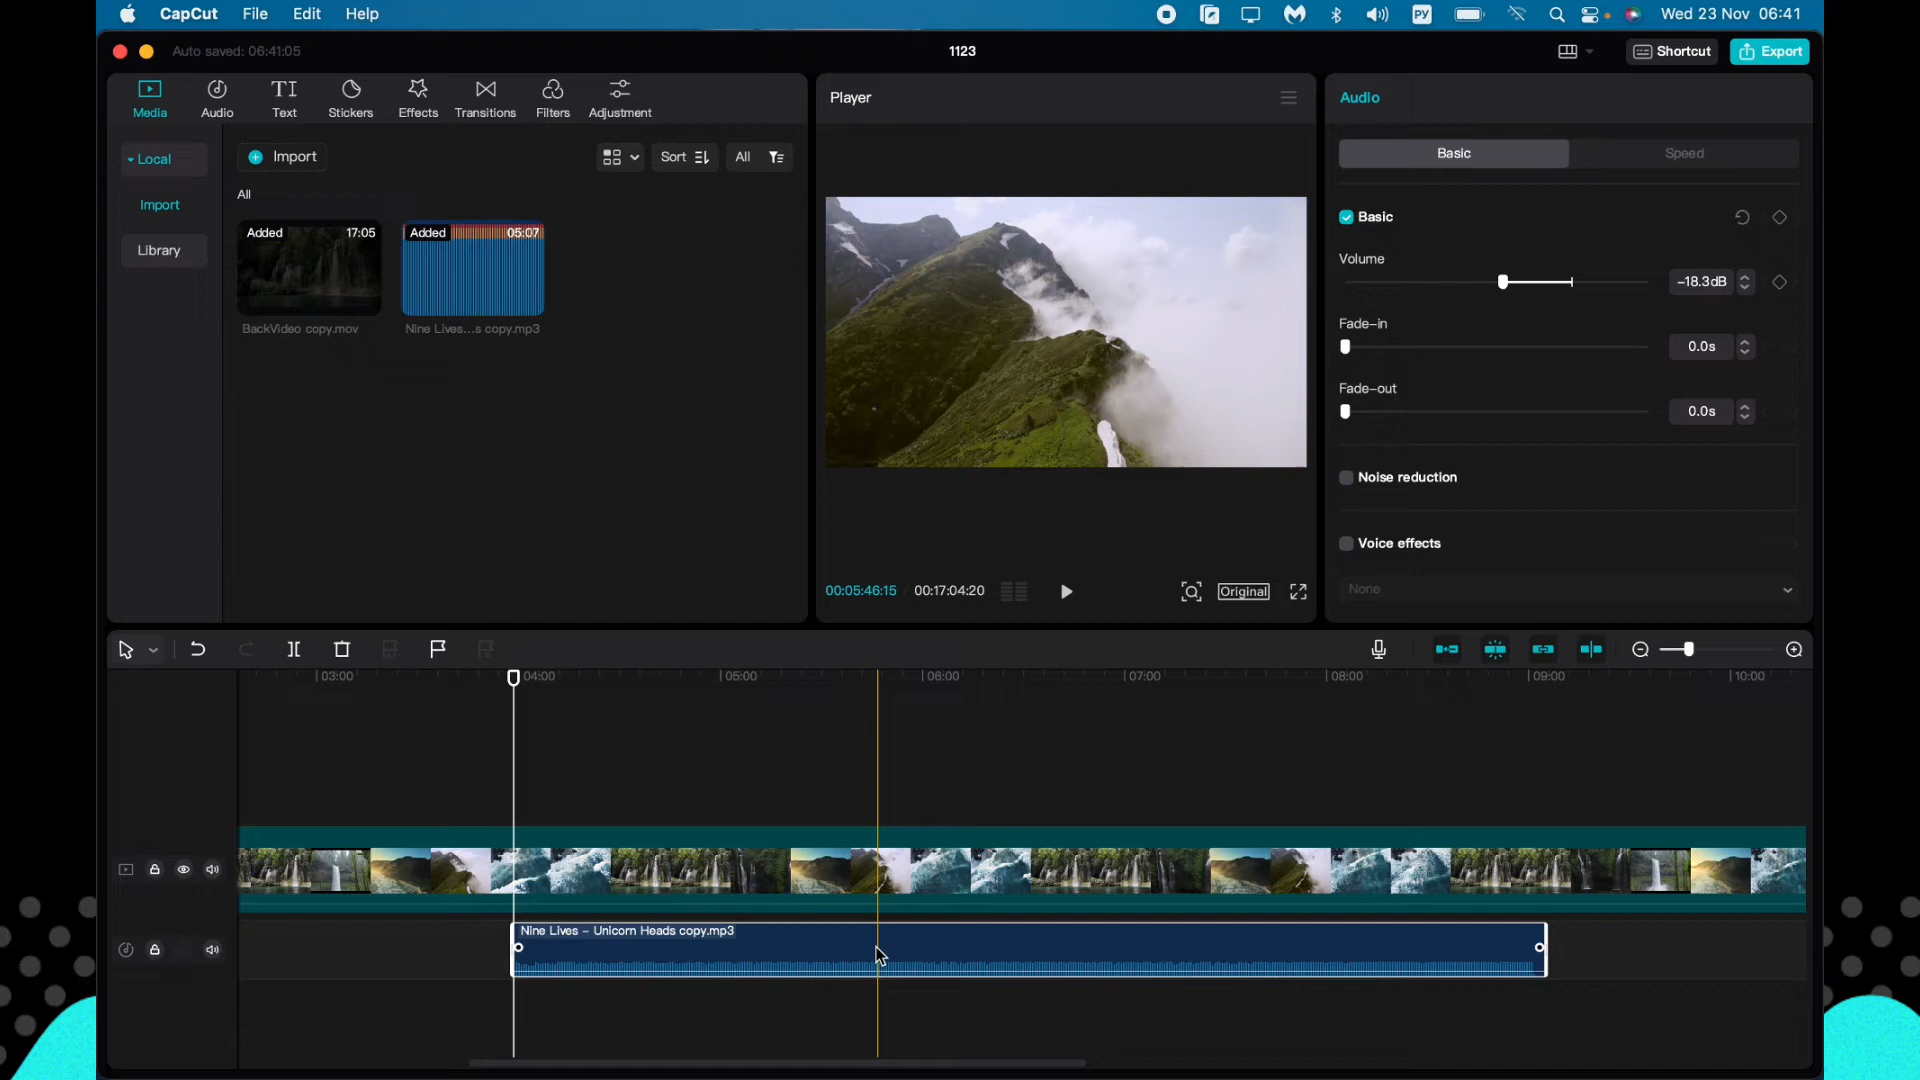 CapCut File Edit Help РУ Wed 23 Nov 06:41
Auto saved: 06:41:05 1123 Shortcut Export
Media Audio Text Stickers Effects Transitions Filters Adjustment
Local
Import
Library
Import Sort All
All
Added 17:05
BackVideo copy.mov
Added 05:07
Nine Lives...s copy.mp3
Player
00:05:46:15 00:17:04:20 Original
Audio
Basic Speed
Basic
Volume
-18.3dB
Fade-in
0.0s
Fade-out
0.0s
Noise reduction
Voice effects
None
03:00 04:00 05:00 06:00 07:00 08:00 09:00 10:00
Nine Lives - Unicorn Heads copy.mp3